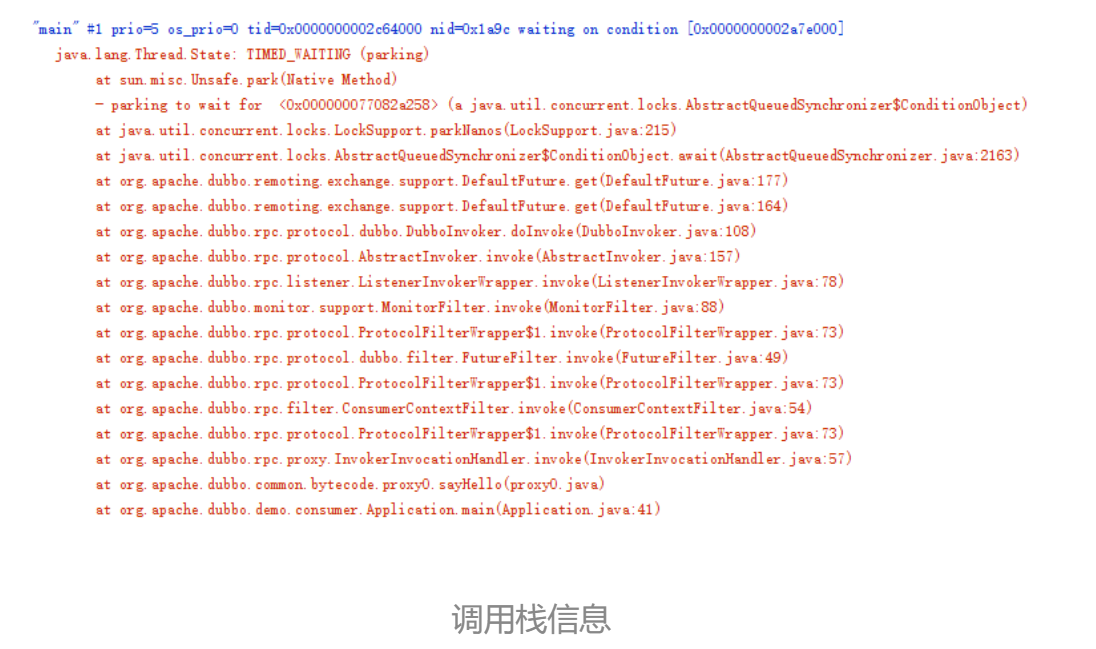 "main" #1 prio=5 os_prio=0 tid=0x0000000002c64000 nid=0x1a9c waiting on condition [0x0000000002a7e000]
java.lang.Thread.State: TIMED_WAITING (parking)
at sun.misc.Unsafe.park(Native Method)
- parking to wait for <0x000000077082a258> (a java.util.concurrent.locks.AbstractQueuedSynchronizer$ConditionObject)
at java.util.concurrent.locks.LockSupport.parkNanos(LockSupport.java:215)
at java.util.concurrent.locks.AbstractQueuedSynchronizer$ConditionObject.await(AbstractQueuedSynchronizer.java:2163)
at org.apache.dubbo.remoting.exchange.support.DefaultFuture.get(DefaultFuture.java:177)
at org.apache.dubbo.remoting.exchange.support.DefaultFuture.get(DefaultFuture.java:164)
at org.apache.dubbo.rpc.protocol.dubbo.DubboInvoker.doInvoke(DubboInvoker.java:108)
at org.apache.dubbo.rpc.protocol.AbstractInvoker.invoke(AbstractInvoker.java:157)
at org.apache.dubbo.rpc.listener.ListenerInvokerWrapper.invoke(ListenerInvokerWrapper.java:78)
at org.apache.dubbo.monitor.support.MonitorFilter.invoke(MonitorFilter.java:88)
at org.apache.dubbo.rpc.protocol.ProtocolFilterWrapper$1.invoke(ProtocolFilterWrapper.java:73)
at org.apache.dubbo.rpc.protocol.dubbo.filter.FutureFilter.invoke(FutureFilter.java:49)
at org.apache.dubbo.rpc.protocol.ProtocolFilterWrapper$1.invoke(ProtocolFilterWrapper.java:73)
at org.apache.dubbo.rpc.filter.ConsumerContextFilter.invoke(ConsumerContextFilter.java:54)
at org.apache.dubbo.rpc.protocol.ProtocolFilterWrapper$1.invoke(ProtocolFilterWrapper.java:73)
at org.apache.dubbo.rpc.proxy.InvokerInvocationHandler.invoke(InvokerInvocationHandler.java:57)
at org.apache.dubbo.common.bytecode.proxy0.sayHello(proxy0.java)
at org.apache.dubbo.demo.consumer.Application.main(Application.java:41)
调用栈信息